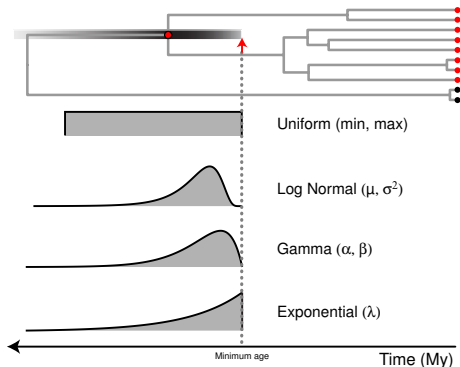 Uniform (min, max)
Log Normal (μ, σ²)
Gamma (α, β)
Exponential (λ)
Minimum age
Time (My)